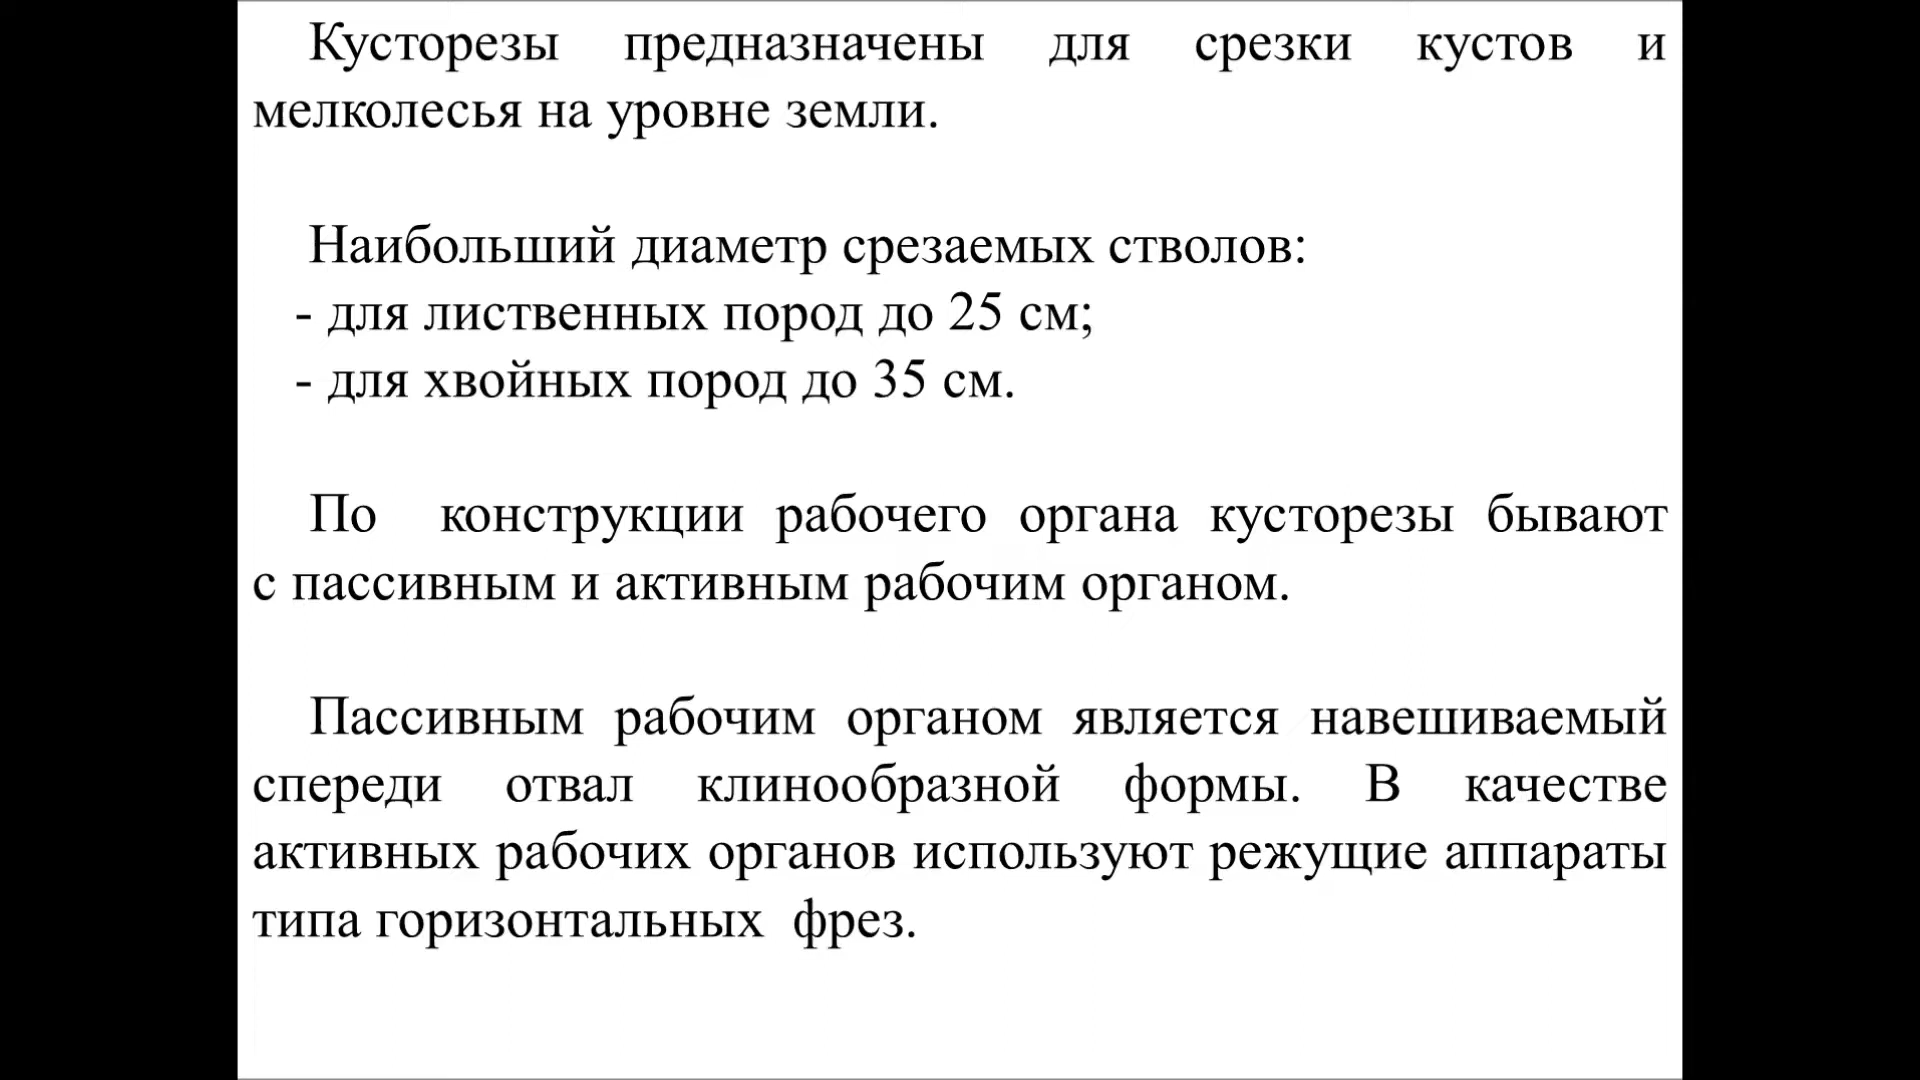 Кусторезы предназначены для срезки кустов и
мелколесья на уровне земли.
Наибольший диаметр срезаемых стволов:
- для лиственных пород до 25 см;
- для хвойных пород до 35 см.
По конструкции рабочего органа кусторезы бывают
с пассивным и активным рабочим органом.
Пассивным рабочим органом является навешиваемый
спереди отвал клинообразной формы. В качестве
активных рабочих органов используют режущие аппараты
типа горизонтальных фрез.